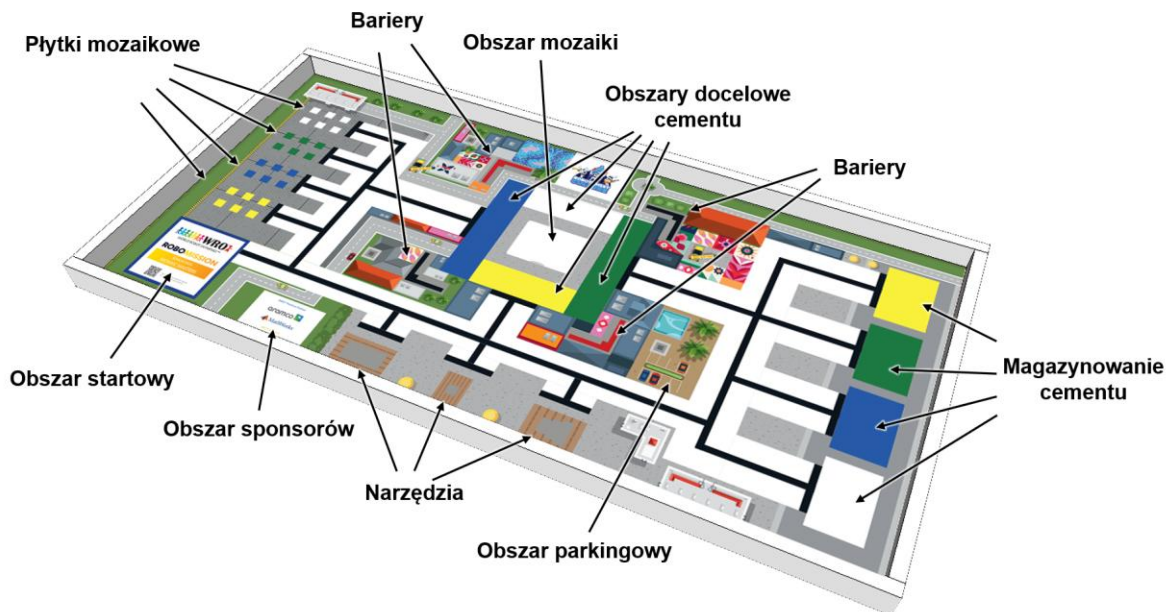 Bariery
Płytki mozaikowe
Obszar mozaiki
Obszary docelowe
cementu
Bariery
WRO
ROBOMISSION
aramco
Obszar startowy
Obszar sponsorów
Narzędzia
Obszar parkingowy
Magazynowanie
cementu